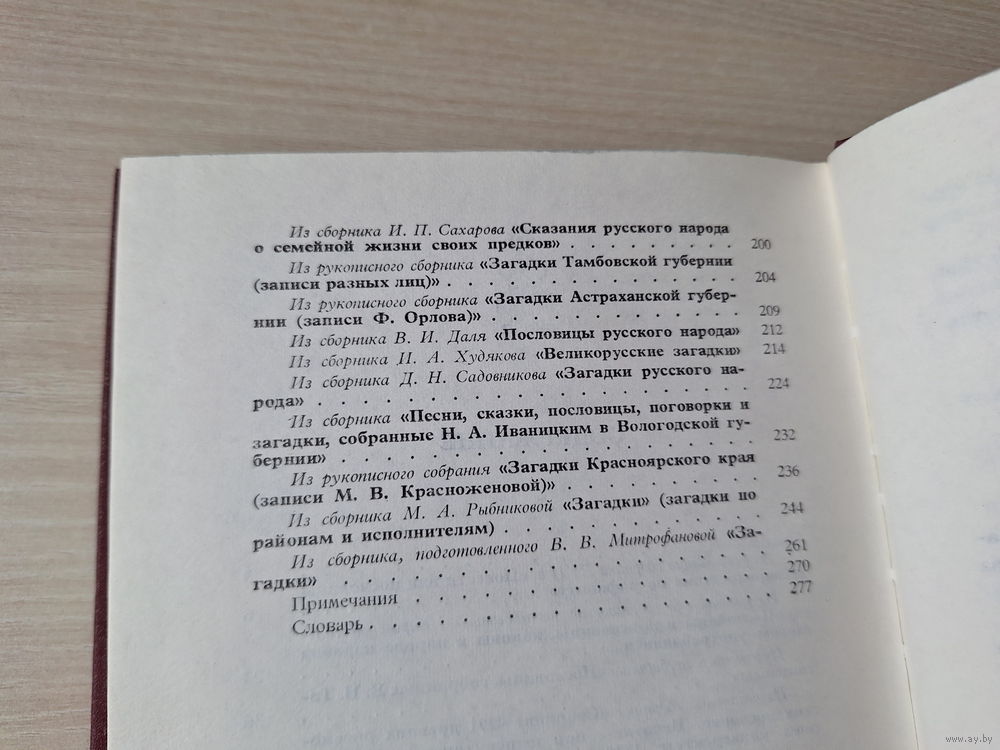 Из сборника И. П. Сахарова «Сказания русского народа
о семейной жизни своих предков» . . . . . . . . . 200
Из рукописного сборника «Загадки Тамбовской губернии
(записи разных лиц)» . . . . . . . . . . . . . . 204
Из рукописного сборника «Загадки Астраханской губер-
нии (записи Ф. Орлова)» . . . . . . . . . . . . . 209
Из сборника В. И. Даля «Пословицы русского народа» 212
Из сборника И. А. Худякова «Великорусские загадки» 214
Из сборника Д. Н. Садовникова «Загадки русского на-
рода» . . . . . . . . . . . . . . . . . . . . 224
Из сборника «Песни, сказки, пословицы, поговорки и
загадки, собранные Н. А. Иваницким в Вологодской гу-
бернии» . . . . . . . . . . . . . . . . . . . 232
Из рукописного собрания «Загадки Красноярского края
(записи М. В. Красноженовой)» . . . . . . . . . . 236
Из сборника М. А. Рыбниковой «Загадки» (загадки по
районам и исполнителям) . . . . . . . . . . . . . 244
Из сборника, подготовленного В. В. Митрофановой «За-
гадки» . . . . . . . . . . . . . . . . . . . . 261
Примечания . . . . . . . . . . . . . . . . . . 270
Словарь . . . . . . . . . . . . . . . . . . . . 277
www.ay.by